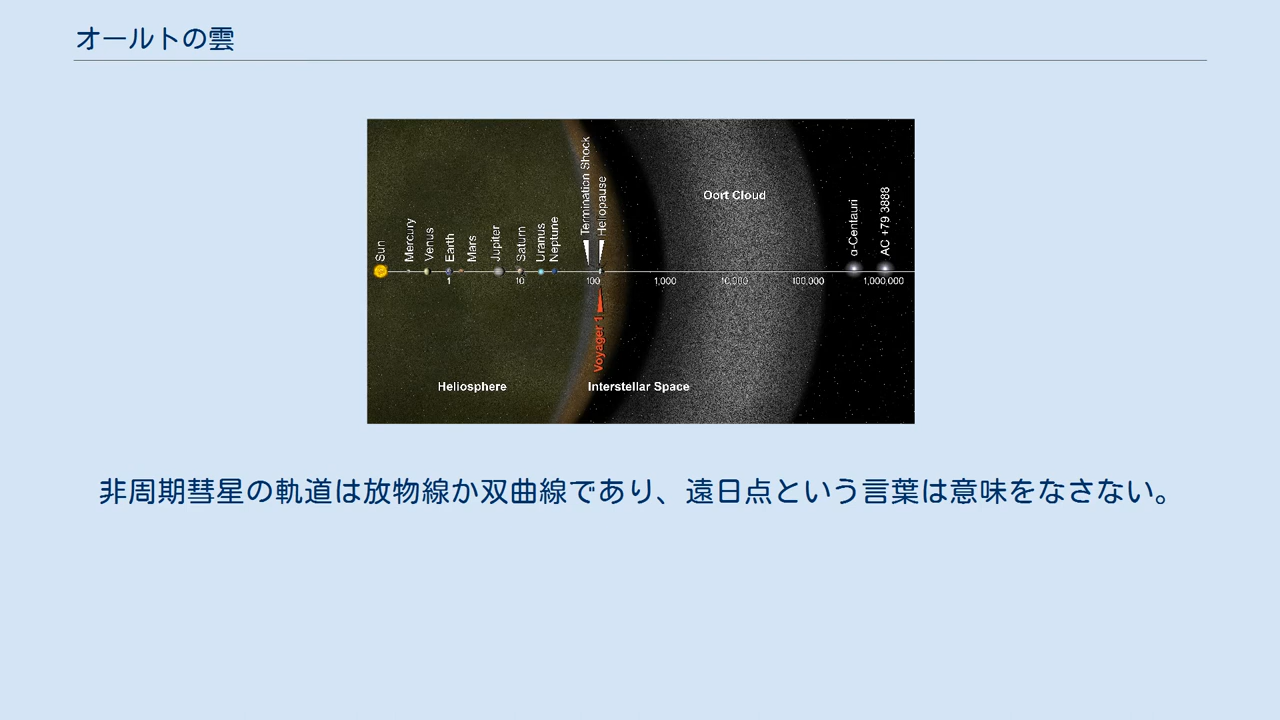 オールトの雲
Sun
Mercury
Venus
Earth
Mars
Jupiter
Saturn
Uranus
Neptune
Termination Shock
Heliopause
Oort Cloud
α-Centauri
AC +79 3888
1
10
100
1,000
10,000
100,000
1,000,000
Voyager 1
Heliosphere
Interstellar Space
非周期彗星の軌道は放物線か双曲線であり、遠日点という言葉は意味をなさない。